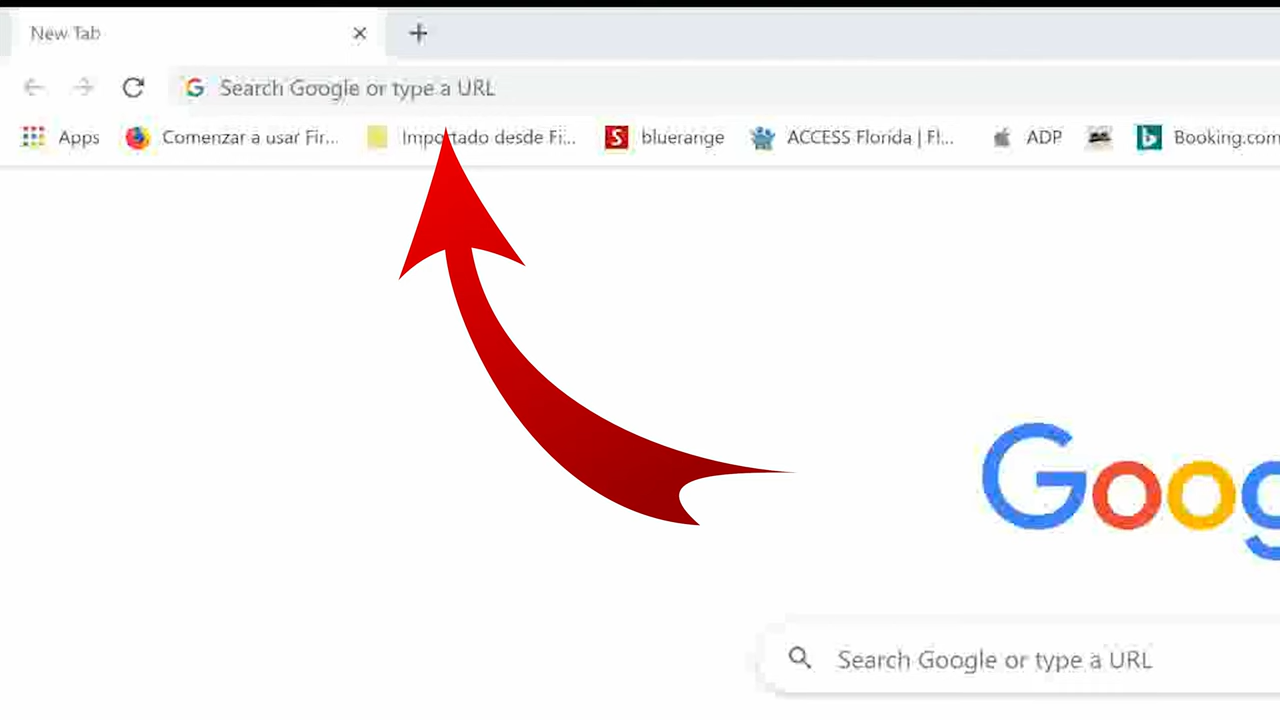 New Tab
Search Google or type a URL
Apps Comenzar a usar Fir... Importado desde Fi... bluerange ACCESS Florida | Fl... ADP Booking.com
Goog
Search Google or type a URL